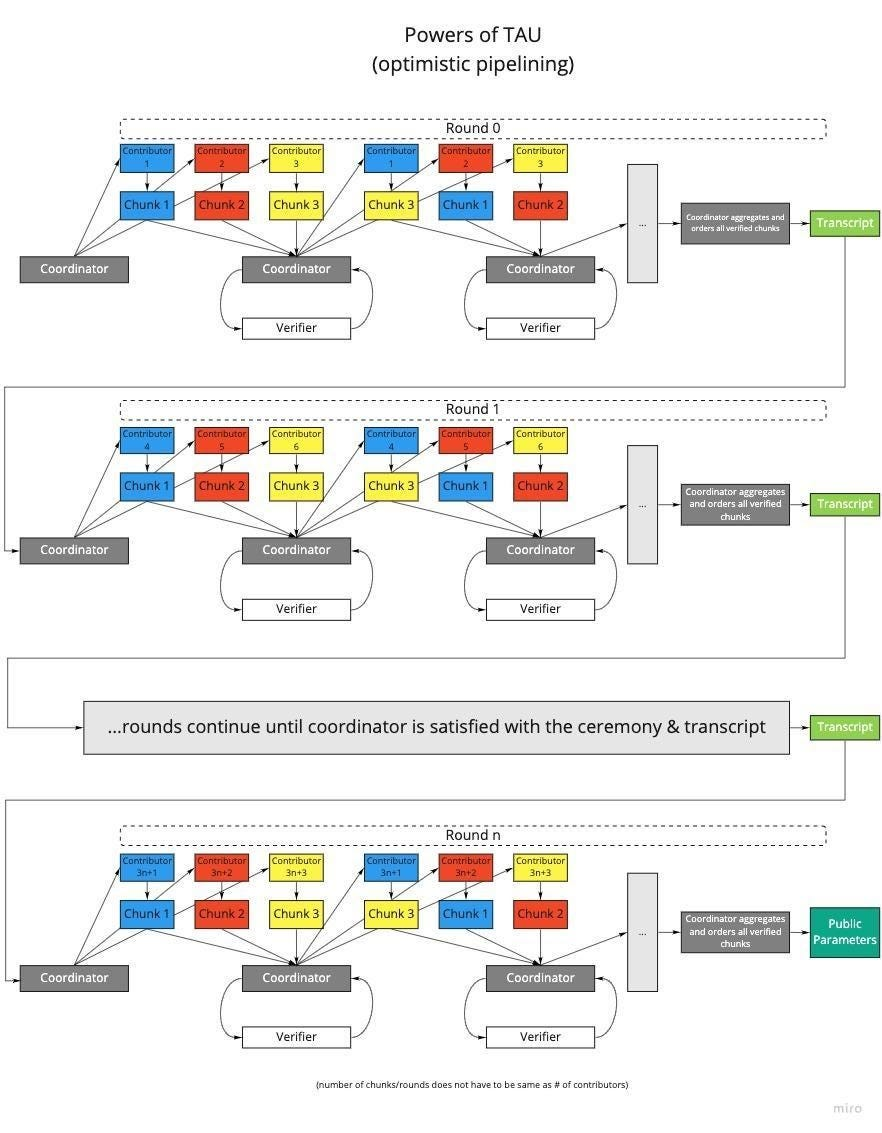 Powers of TAU
(optimistic pipelining)
Round 0
Contributor
1
Contributor
2
Contributor
3
Contributor
1
Contributor
2
Contributor
3
Chunk 1
Chunk 2
Chunk 3
Chunk 3
Chunk 1
Chunk 2
...
Coordinator aggregates and
orders all verified chunks
Transcript
Coordinator
Coordinator
Coordinator
Verifier
Verifier
Round 1
Contributor
4
Contributor
5
Contributor
6
Contributor
4
Contributor
5
Contributor
6
Chunk 1
Chunk 2
Chunk 3
Chunk 3
Chunk 1
Chunk 2
...
Coordinator aggregates
and orders all verified
chunks
Transcript
Coordinator
Coordinator
Coordinator
Verifier
Verifier
...rounds continue until coordinator is satisfied with the ceremony & transcript
Transcript
Round n
Contributor
3n+1
Contributor
3n+2
Contributor
3n+3
Contributor
3n+1
Contributor
3n+2
Contributor
3n+3
Chunk 1
Chunk 2
Chunk 3
Chunk 3
Chunk 1
Chunk 2
...
Coordinator aggregates
and orders all verified
chunks
Public
Parameters
Coordinator
Coordinator
Coordinator
Verifier
Verifier
(number of chunks/rounds does not have to be same as # of contributors)
miro